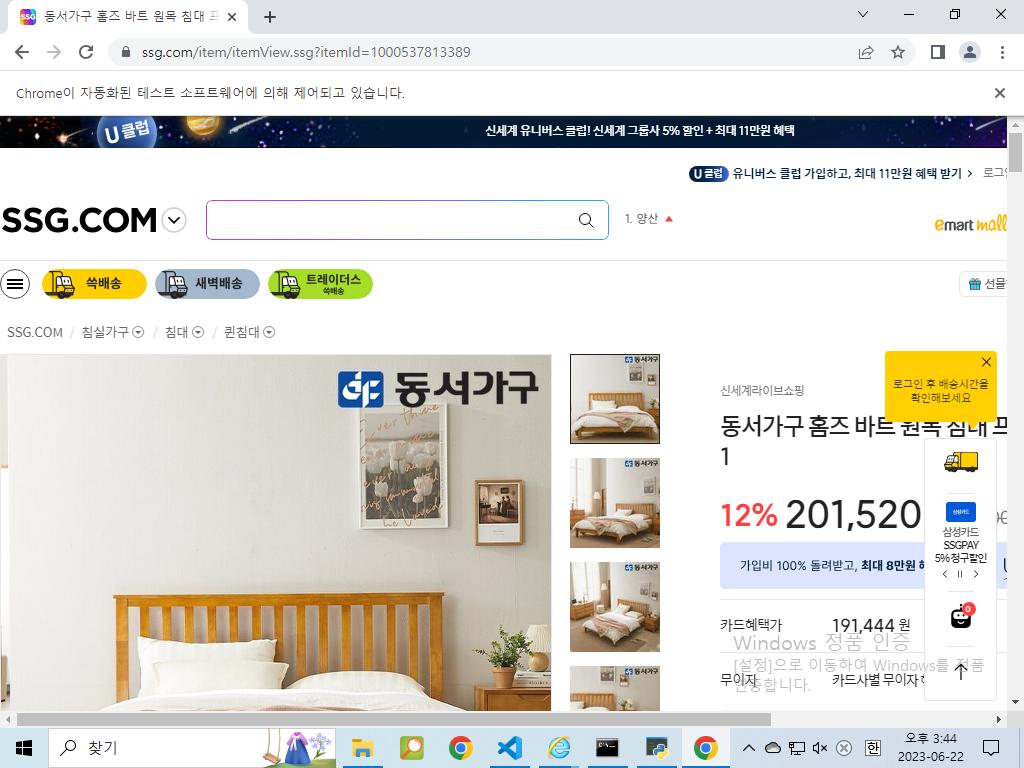 동서가구 홈즈 바트 원목 침대 프
ssg.com/item/itemView.ssg?itemId=1000537813389
Chrome이 자동화된 테스트 소프트웨어에 의해 제어되고 있습니다.
U클럽
신세계 유니버스 클럽! 신세계 그룹사 5% 할인 + 최대 11만원 혜택
U클럽 유니버스 클럽 가입하고, 최대 11만원 혜택 받기 > 로그인
SSG.COM
1. 양산
emart mall
쓱배송
새벽배송
트레이더스
쓱배송
선물
SSG.COM / 침실가구 / 침대 / 퀸침대
동서가구
신세계라이브쇼핑
로그인 후 배송시간을
확인해보세요
동서가구 홈즈 바트 원목 침대 프
1
12% 201,520
삼성카드
삼성카드
SSGPAY
5% 청구할인
가입비 100% 돌려받고, 최대 8만원
카드혜택가 191,444 원
0
Windows 정품 인증
[설정]으로 이동하여 Windows를 정품
인증합니다.
무이자 카드사별 무이자
찾기
한
오후 3:44
2023-06-22